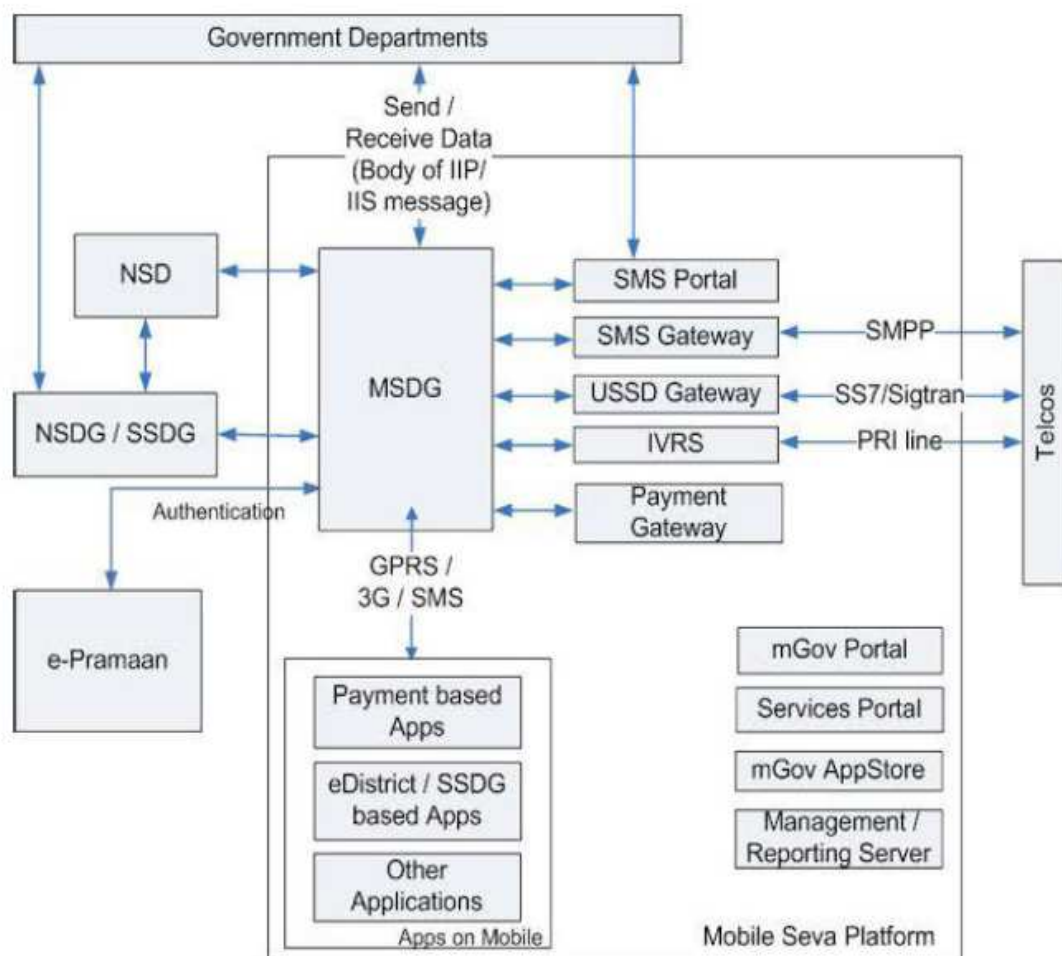 Government Departments
Send /
Receive Data
(Body of IIP/
IIS message)
NSD
MSDG
NSDG / SSDG
Authentication
e-Pramaan
SMS Portal
SMS Gateway
USSD Gateway
IVRS
Payment
Gateway
SMPP
SS7/Sigtran
PRI line
Telcos
GPRS /
3G / SMS
Payment based
Apps
eDistrict / SSDG
based Apps
Other
Applications
Apps on Mobile
mGov Portal
Services Portal
mGov AppStore
Management /
Reporting Server
Mobile Seva Platform